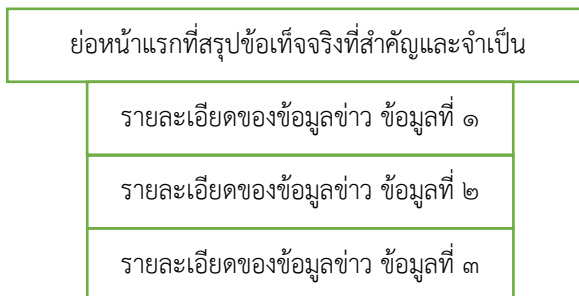 ย่อหน้าแรกที่สรุปข้อเท็จจริงที่สำคัญและจำเป็น
รายละเอียดของข้อมูลข่าว ข้อมูลที่ ๑
รายละเอียดของข้อมูลข่าว ข้อมูลที่ ๒
รายละเอียดของข้อมูลข่าว ข้อมูลที่ ๓